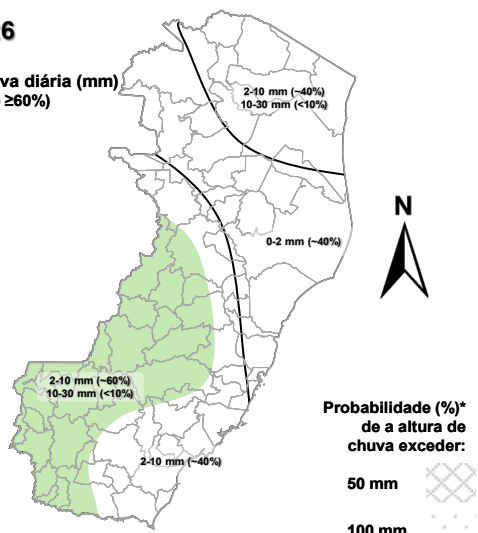 6
va diária (mm)
≥60%)
2-10 mm (~40%)
10-30 mm (<10%)
N
0-2 mm (~40%)
2-10 mm (~60%)
10-30 mm (<10%)
Probabilidade (%)*
de a altura de
chuva exceder:
2-10 mm (~40%)
50 mm
100 mm